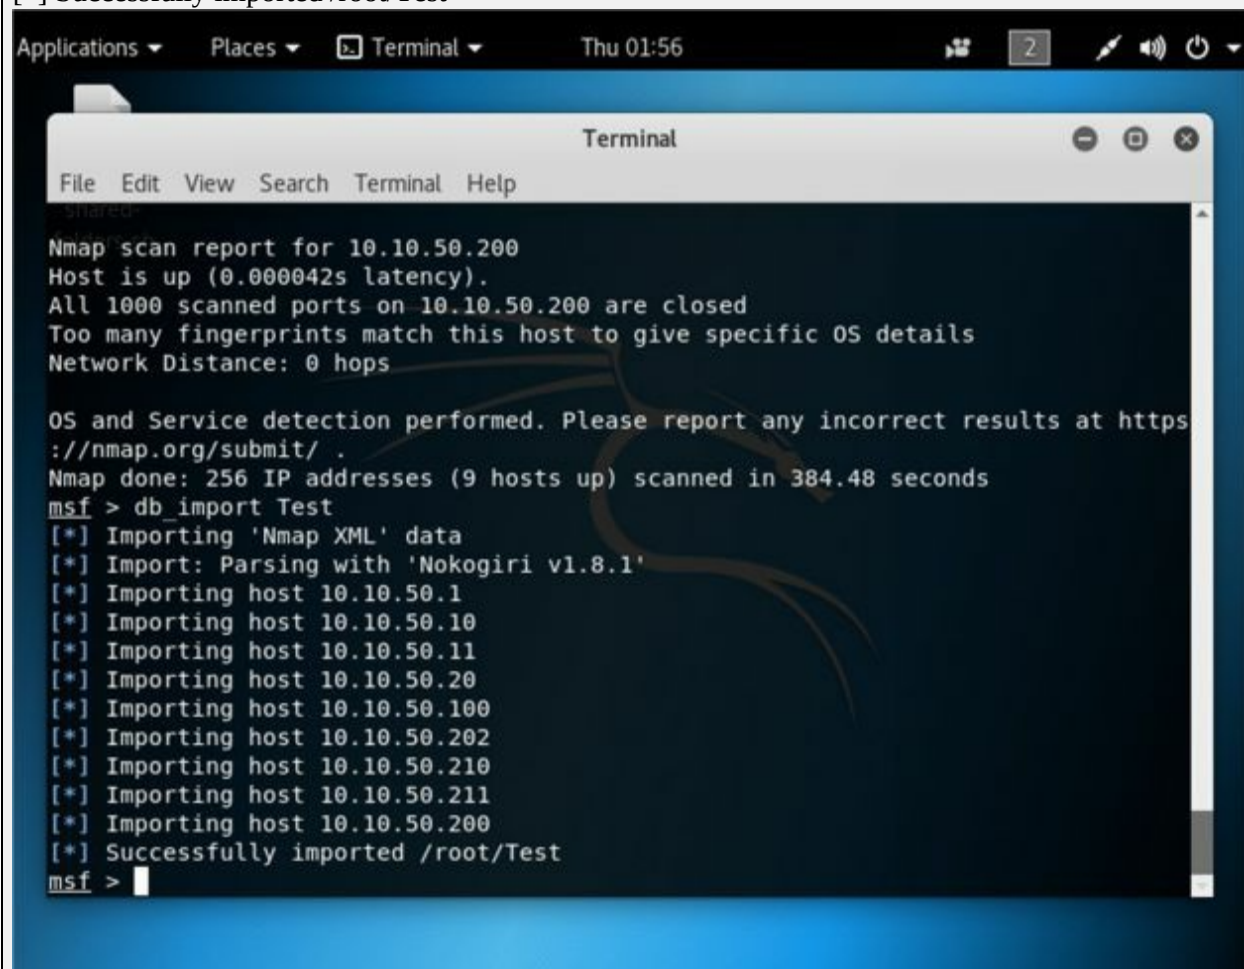 [*] Successfully imported /root/Test
Applications Places Terminal Thu 01:56 2
Terminal
File Edit View Search Terminal Help
shared-
Nmap scan report for 10.10.50.200
Host is up (0.000042s latency).
All 1000 scanned ports on 10.10.50.200 are closed
Too many fingerprints match this host to give specific OS details
Network Distance: 0 hops
OS and Service detection performed. Please report any incorrect results at https
://nmap.org/submit/ .
Nmap done: 256 IP addresses (9 hosts up) scanned in 384.48 seconds
msf > db_import Test
[*] Importing 'Nmap XML' data
[*] Import: Parsing with 'Nokogiri v1.8.1'
[*] Importing host 10.10.50.1
[*] Importing host 10.10.50.10
[*] Importing host 10.10.50.11
[*] Importing host 10.10.50.20
[*] Importing host 10.10.50.100
[*] Importing host 10.10.50.202
[*] Importing host 10.10.50.210
[*] Importing host 10.10.50.211
[*] Importing host 10.10.50.200
[*] Successfully imported /root/Test
msf >